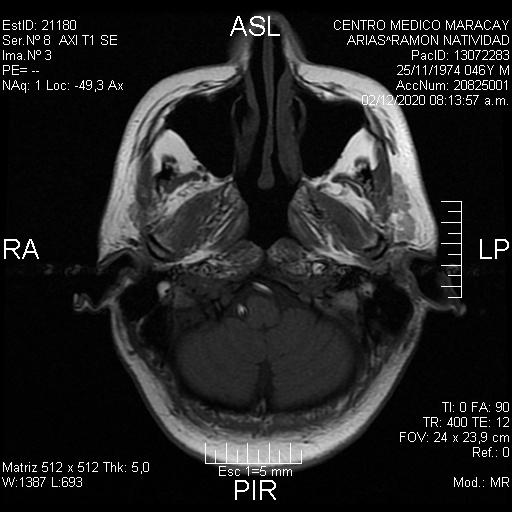 EstID: 21180
Ser.Nº 8 AXI T1 SE
Ima.Nº 3
PE= --
NAq: 1 Loc: -49,3 Ax
ASL
CENTRO MEDICO MARACAY
ARIAS^RAMON NATIVIDAD
PacID: 13072283
25/11/1974 046Y M
AccNum: 20825001
02/12/2020 08:13:57 a.m.
RA
LP
TI: 0 FA: 90
TR: 400 TE: 12
FOV: 24 x 23,9 cm
Ref.: 0
Matriz 512 x 512 Thk: 5,0
W:1387 L:693
Esc 1=5 mm
PIR
Mod.: MR